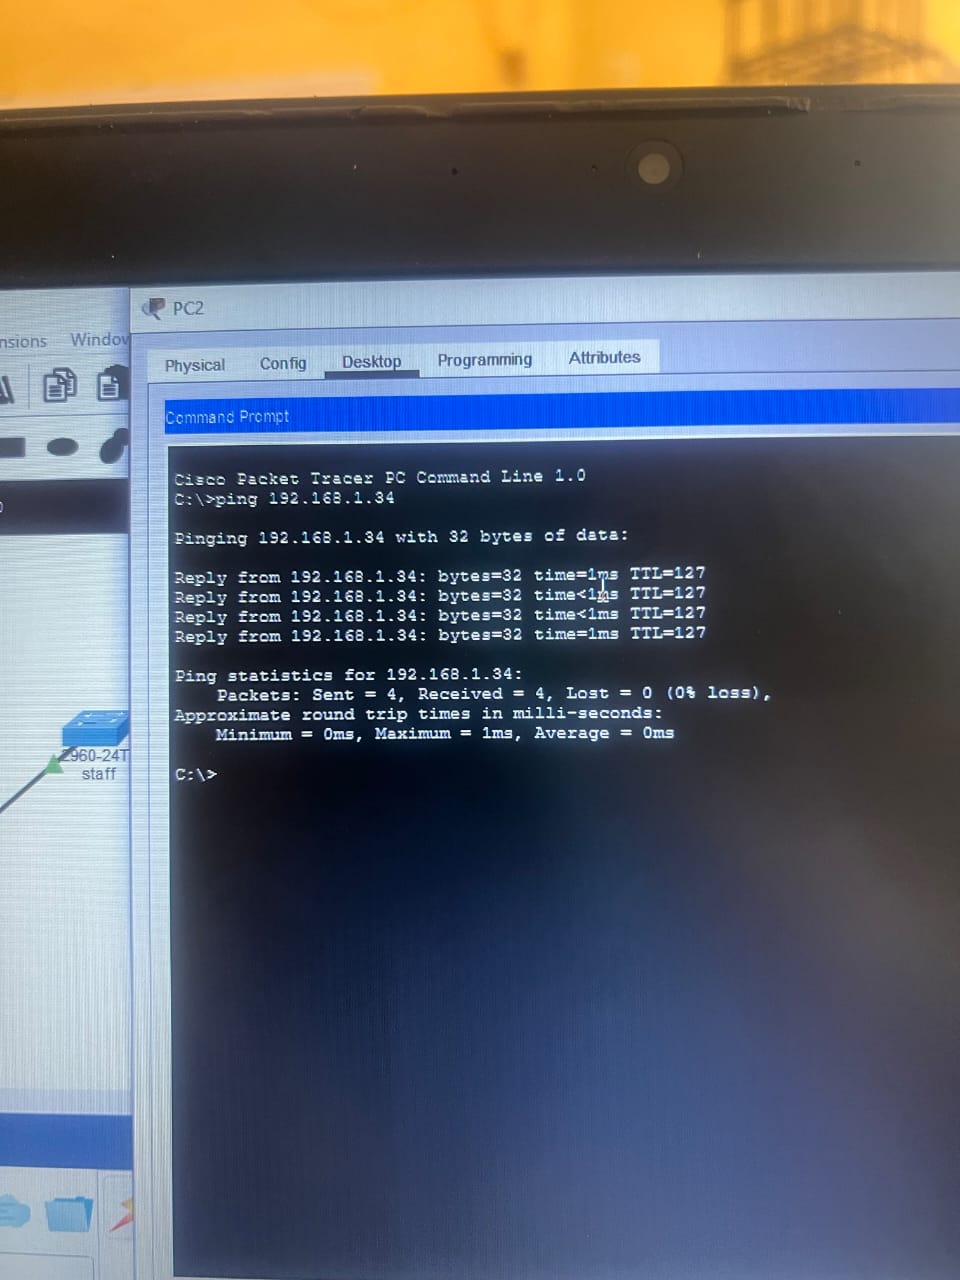 PC2
nsions Window
Physical Config Desktop Programming Attributes
Command Prompt
Cisco Packet Tracer PC Command Line 1.0
C:\>ping 192.168.1.34
Pinging 192.168.1.34 with 32 bytes of data:
Reply from 192.168.1.34: bytes=32 time=1ms TTL=127
Reply from 192.168.1.34: bytes=32 time<1ms TTL=127
Reply from 192.168.1.34: bytes=32 time<1ms TTL=127
Reply from 192.168.1.34: bytes=32 time=1ms TTL=127
Ping statistics for 192.168.1.34:
Packets: Sent = 4, Received = 4, Lost = 0 (0% loss),
Approximate round trip times in milli-seconds:
Minimum = 0ms, Maximum = 1ms, Average = 0ms
C:\>
2960-24T
staff